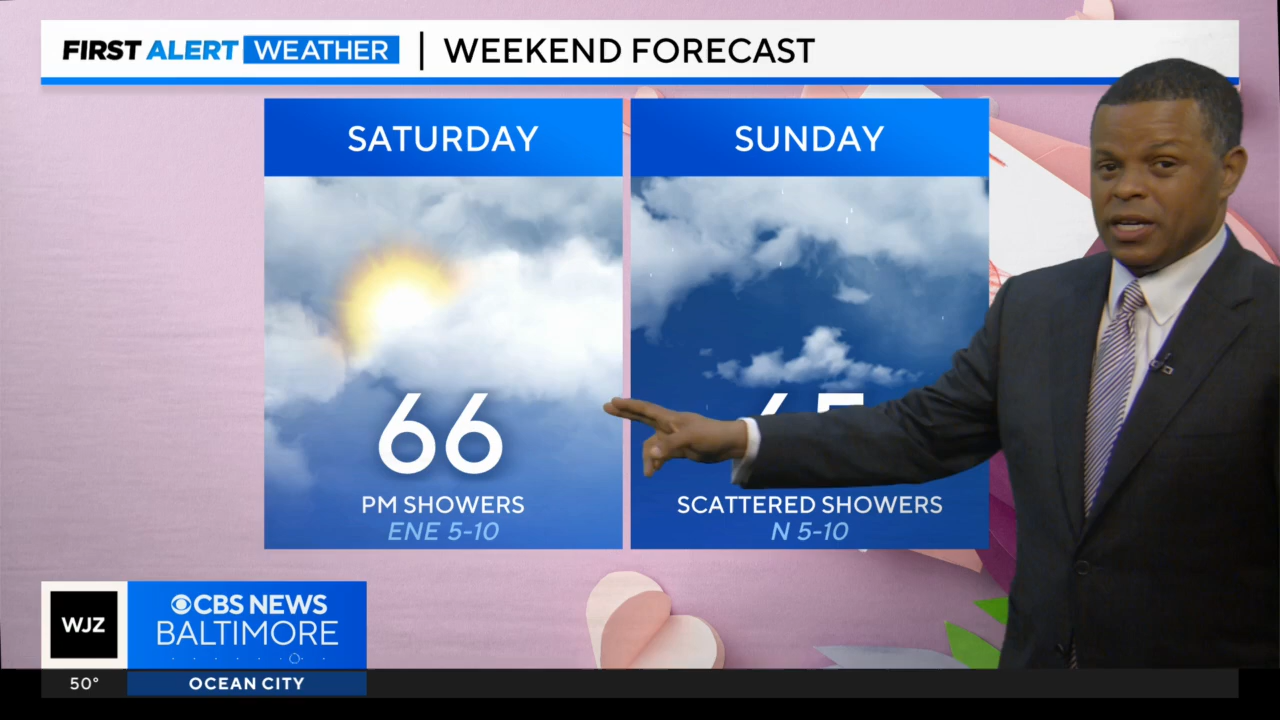 FIRST ALERT WEATHER | WEEKEND FORECAST
SATURDAY
66
PM SHOWERS
ENE 5-10
SUNDAY
SCATTERED SHOWERS
N 5-10
WJZ
CBS NEWS
BALTIMORE
50° OCEAN CITY